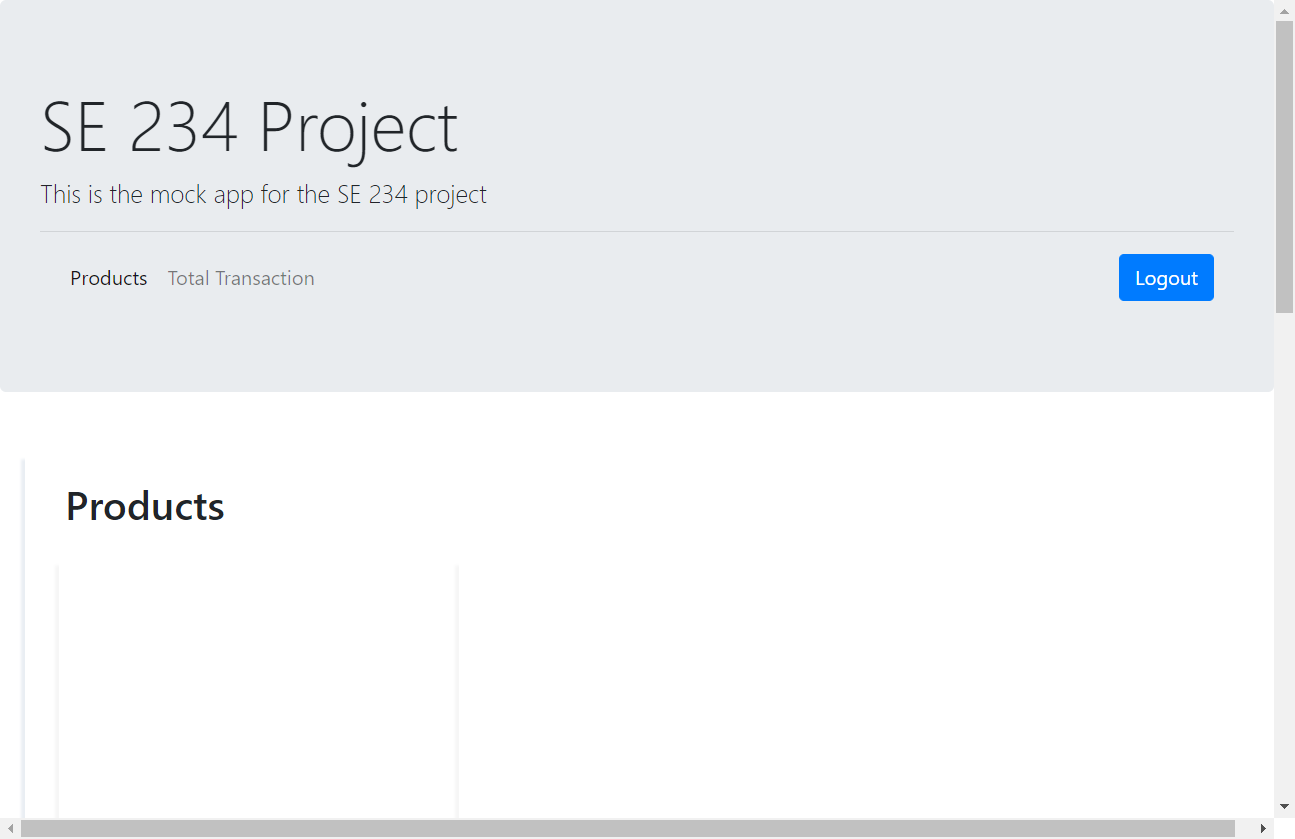 SE 234 Project
This is the mock app for the SE 234 project
Products Total Transaction Logout
Products